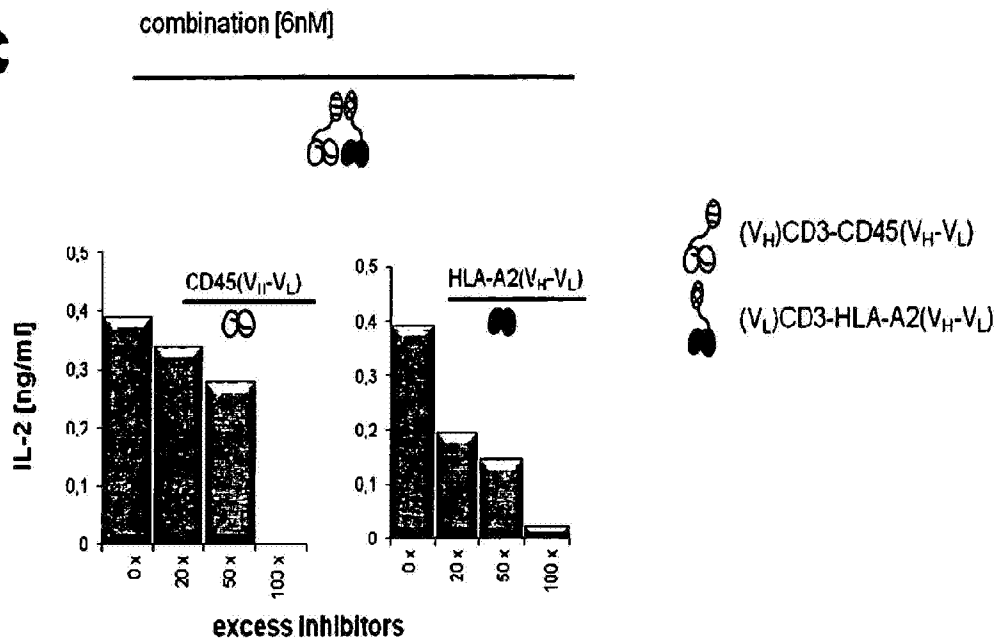 C
combination [6nM]
(VH)CD3-CD45(VH-VL)
(VL)CD3-HLA-A2(VH-VL)
IL-2 [ng/ml]
0,5
0,4
0,3
0,2
0,1
0
CD45(VH-VL)
0 x
20 x
50 x
100 x
0,5
0,4
0,3
0,2
0,1
0
HLA-A2(VH-VL)
0 x
20 x
50 x
100 x
excess inhibitors